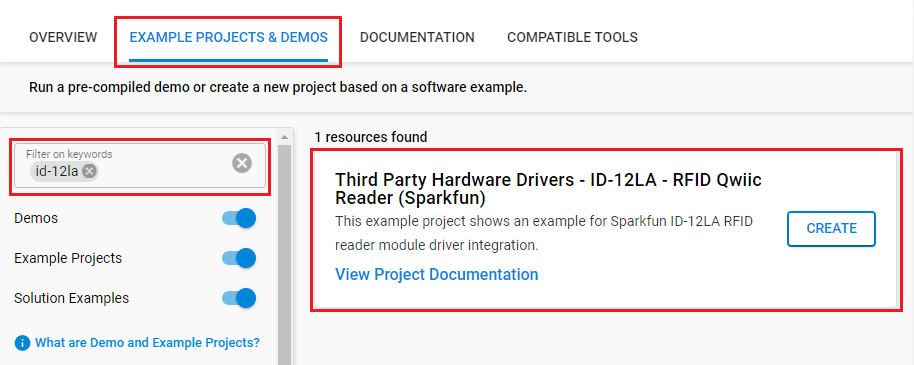 OVERVIEW
EXAMPLE PROJECTS & DEMOS
DOCUMENTATION
COMPATIBLE TOOLS
Run a pre-compiled demo or create a new project based on a software example.
Filter on keywords
id-12la
Demos
Example Projects
Solution Examples
What are Demo and Example Projects?
1 resources found
Third Party Hardware Drivers - ID-12LA - RFID Qwiic
Reader (Sparkfun)
This example project shows an example for Sparkfun ID-12LA RFID
reader module driver integration.
View Project Documentation
CREATE